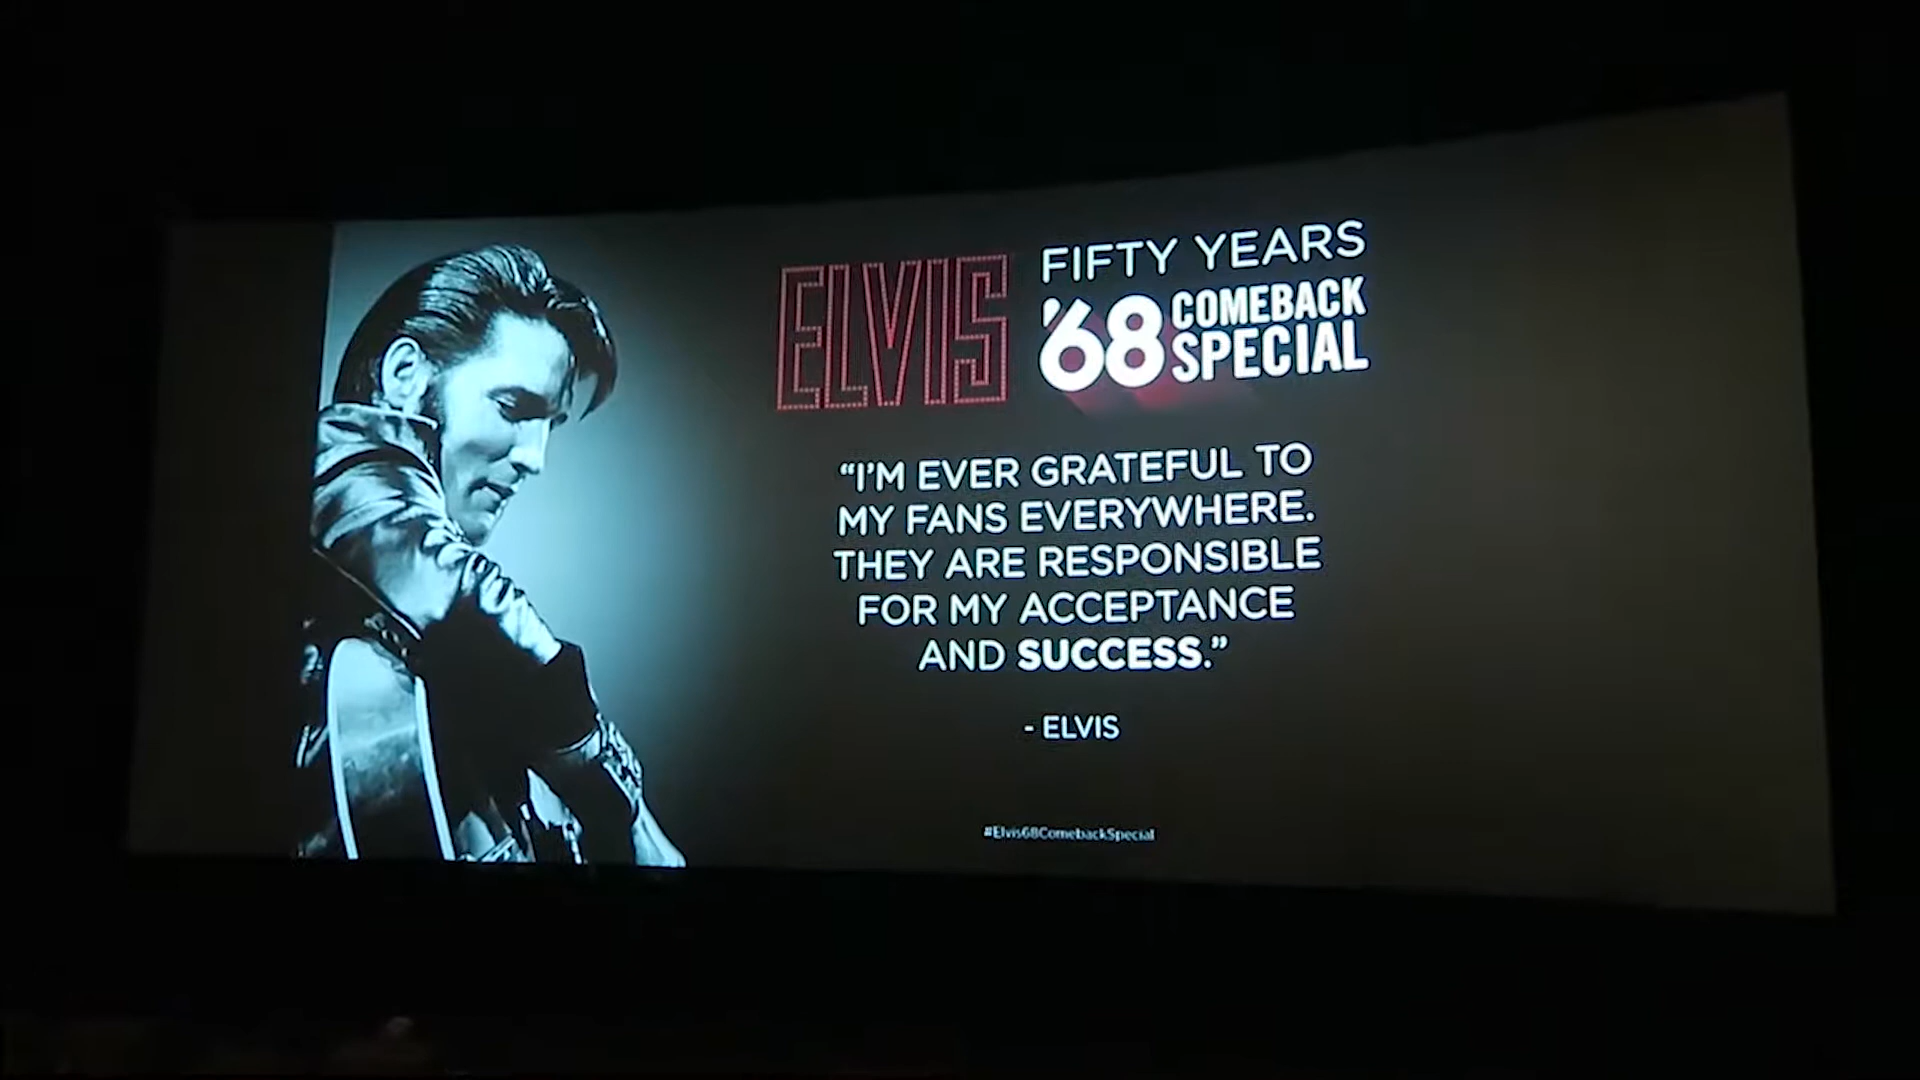 ELVIS
FIFTY YEARS
'68 COMEBACK
SPECIAL
“I'M EVER GRATEFUL TO
MY FANS EVERYWHERE.
THEY ARE RESPONSIBLE
FOR MY ACCEPTANCE
AND SUCCESS.”
- ELVIS
#Elvis68ComebackSpecial